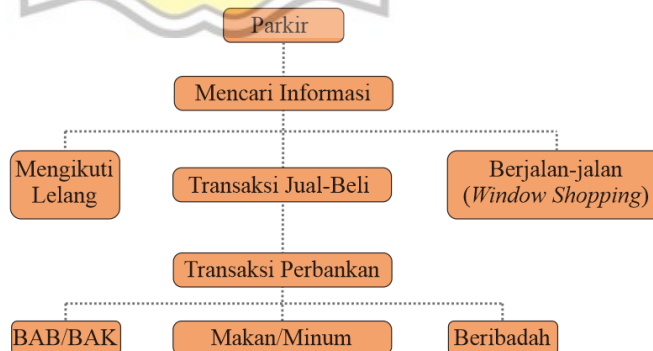 Parkir
Mencari Informasi
Mengikuti
Lelang
Transaksi Jual-Beli
Berjalan-jalan
(Window Shopping)
Transaksi Perbankan
BAB/BAK
Makan/Minum
Beribadah